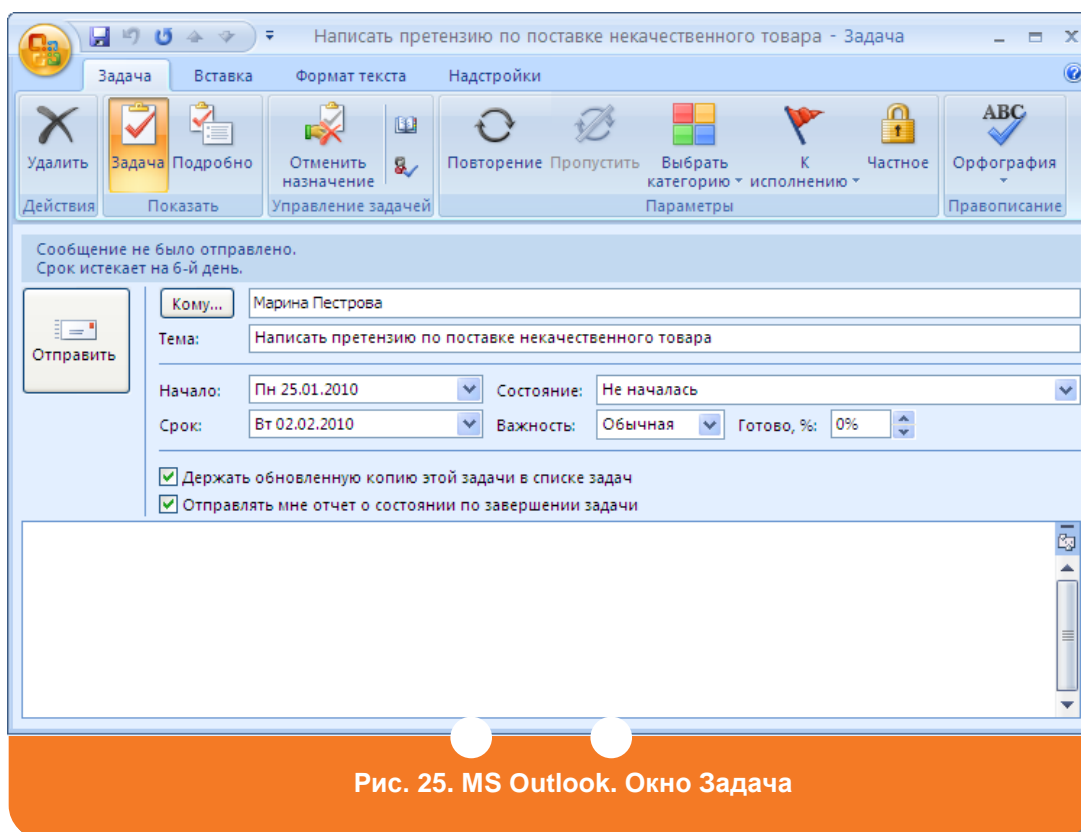 Написать претензию по поставке некачественного товара - Задача
Задача Вставка Формат текста Надстройки
Удалить
Задача
Подробно
Отменить
назначение
Повторение
Пропустить
Выбрать
категорию
К
исполнению
Частное
ABC
Орфография
Действия Показать Управление задачей Параметры Правописание
Сообщение не было отправлено.
Срок истекает на 6-й день.
Отправить
Кому... Марина Пестрова
Тема: Написать претензию по поставке некачественного товара
Начало: Пн 25.01.2010 Состояние: Не началась
Срок: Вт 02.02.2010 Важность: Обычная Готово, %: 0%
Держать обновленную копию этой задачи в списке задач
Отправлять мне отчет о состоянии по завершении задачи
Рис. 25. MS Outlook. Окно Задача